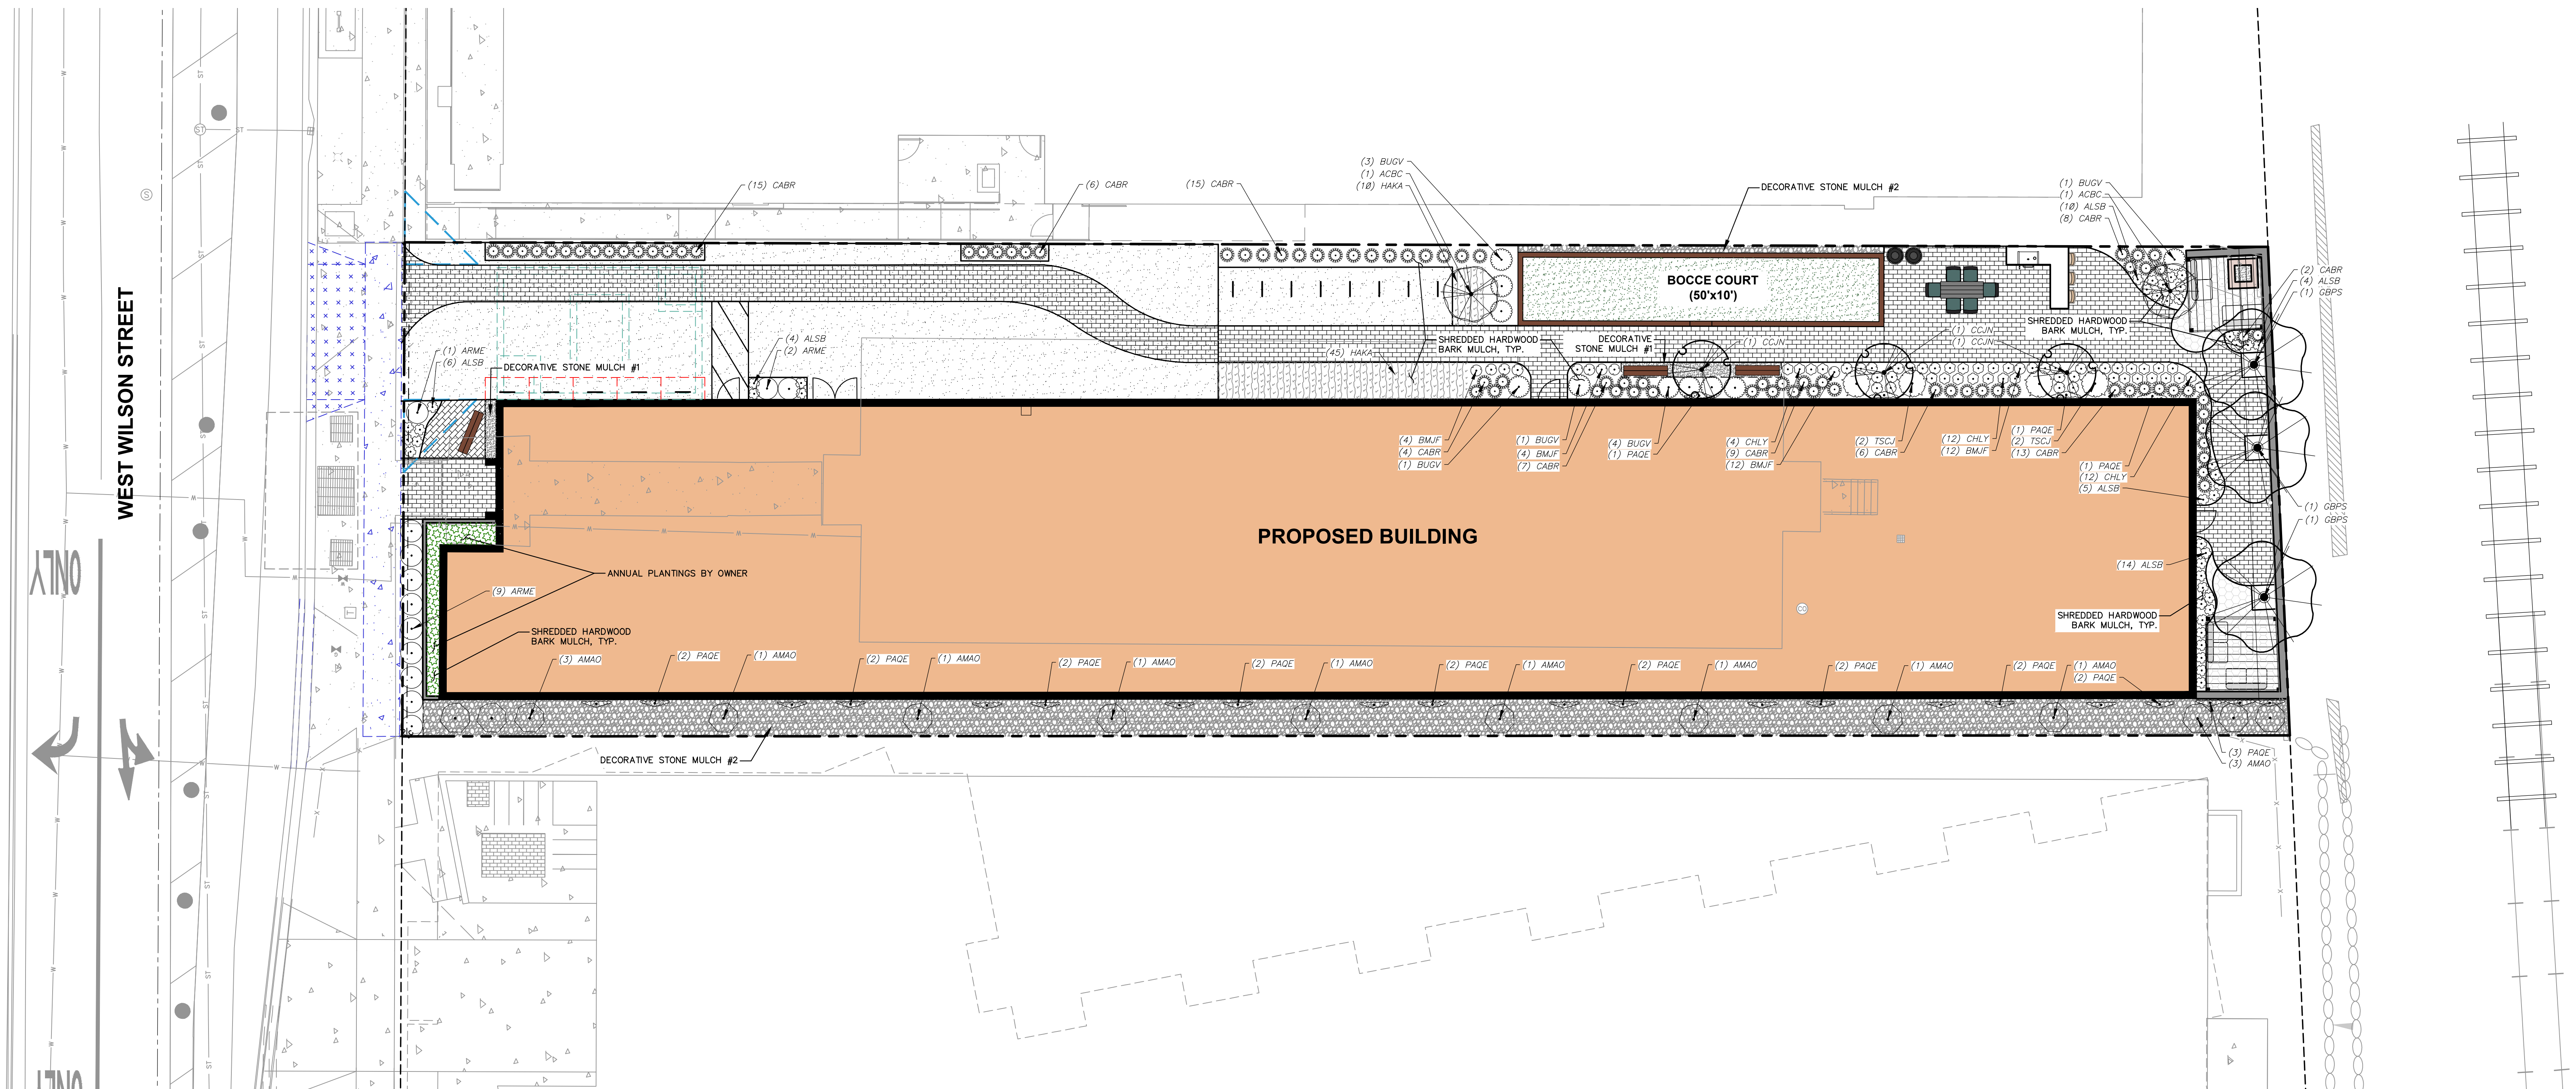 WEST WILSON STREET
ONLY
ONLY
(15) CABR
(6) CABR
(15) CABR
(3) BUGV
(1) ACBC
(10) HAKA
DECORATIVE STONE MULCH #2
(1) BUGV
(1) ACBC
(10) ALSB
(8) CABR
(2) CABR
(4) ALSB
(1) GBPS
BOCCE COURT
(50'x10')
SHREDDED HARDWOOD
BARK MULCH, TYP.
(1) CCJN
(1) CCJN
(1) CCJN
DECORATIVE
STONE MULCH #1
SHREDDED HARDWOOD
BARK MULCH, TYP.
(45) HAKA
(4) ALSB
(2) ARME
(1) ARME
(6) ALSB
DECORATIVE STONE MULCH #1
(4) BMJF
(4) CABR
(1) BUGV
(1) BUGV
(4) BMJF
(7) CABR
(4) BUGV
(1) PAQE
(4) CHLY
(9) CABR
(12) BMJF
(2) TSCJ
(6) CABR
(12) CHLY
(12) BMJF
(1) PAQE
(2) TSCJ
(13) CABR
(1) PAQE
(12) CHLY
(5) ALSB
(1) GBPS
(1) GBPS
PROPOSED BUILDING
(14) ALSB
ANNUAL PLANTINGS BY OWNER
(9) ARME
SHREDDED HARDWOOD
BARK MULCH, TYP.
SHREDDED HARDWOOD
BARK MULCH, TYP.
CO
(3) AMAO
(2) PAQE
(1) AMAO
(2) PAQE
(1) AMAO
(2) PAQE
(1) AMAO
(2) PAQE
(1) AMAO
(2) PAQE
(1) AMAO
(2) PAQE
(1) AMAO
(2) PAQE
(1) AMAO
(2) PAQE
(1) AMAO
(2) PAQE
(3) PAQE
(3) AMAO
DECORATIVE STONE MULCH #2